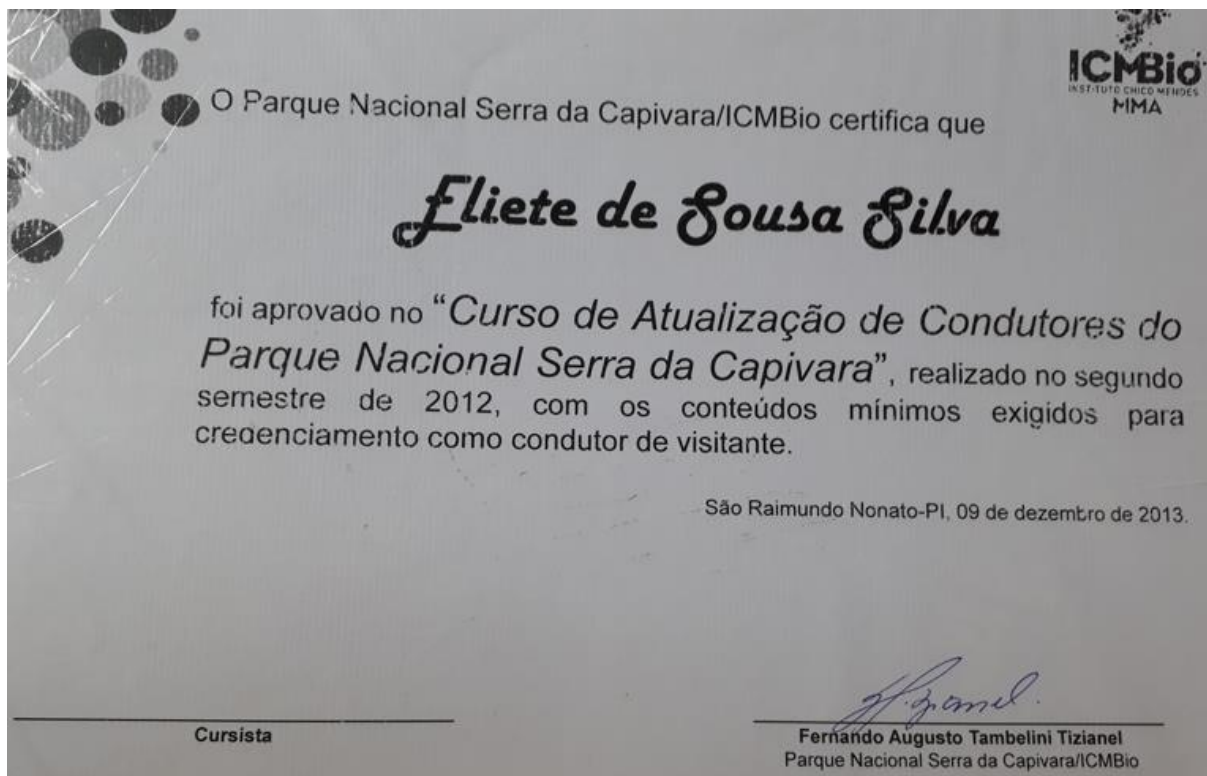 ICMBio
INSTITUTO CHICO MENDES
MMA
O Parque Nacional Serra da Capivara/ICMBio certifica que
Eliete de Sousa Silva
foi aprovado no “Curso de Atualização de Condutores do
Parque Nacional Serra da Capivara”, realizado no segundo
semestre de 2012, com os conteúdos mínimos exigidos para
credenciamento como condutor de visitante.
São Raimundo Nonato-PI, 09 de dezembro de 2013.
Cursista
Fernando Augusto Tambelini Tizianel
Parque Nacional Serra da Capivara/ICMBio